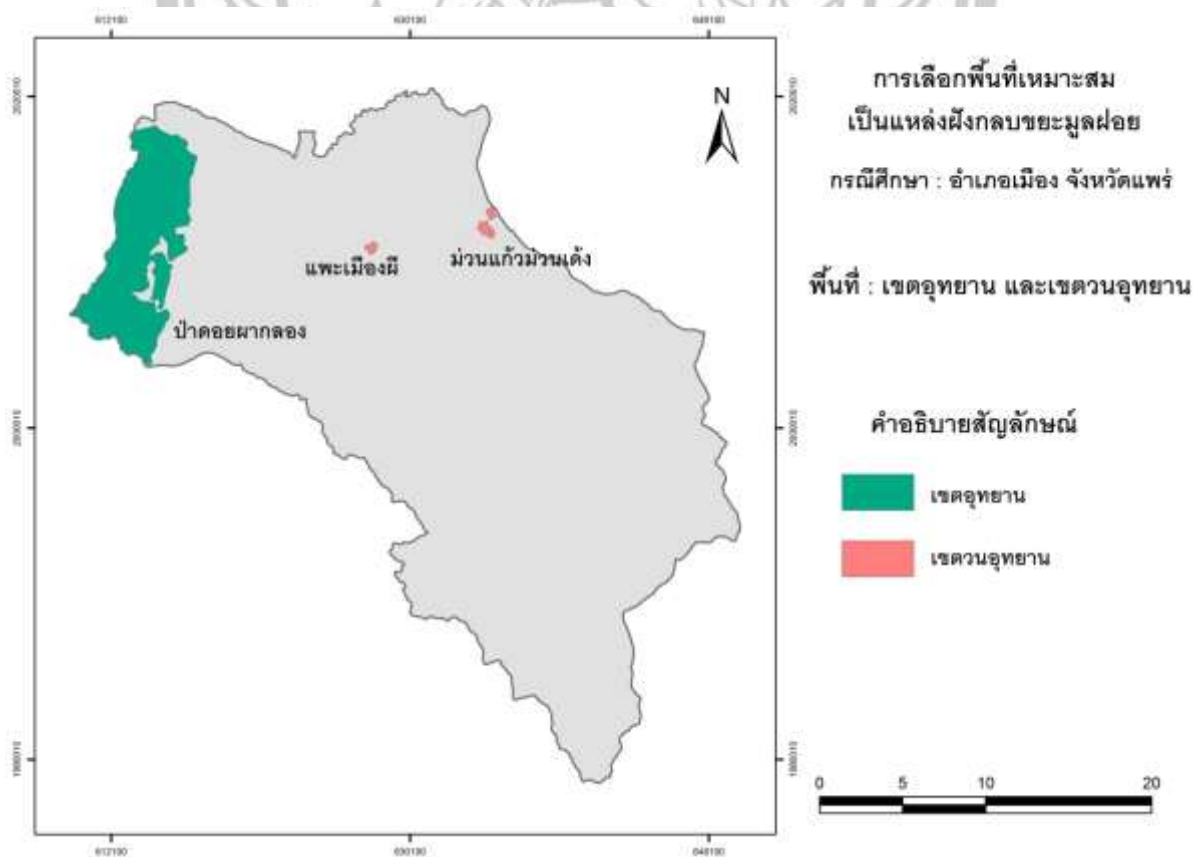 612100
630100
648100
N
การเลือกพื้นที่เหมาะสม
เป็นแหล่งฝังกลบขยะมูลฝอย
กรณีศึกษา : อำเภอเมือง จังหวัดแพร่
พื้นที่ : เขตอุทยาน และเขตวนอุทยาน
แพะเมืองผี
ม่วนแก้วม่วนเด้ง
ป่าดอยผากลอง
คำอธิบายสัญลักษณ์
เขตอุทยาน
เขตวนอุทยาน
0 5 10 20
612100
630100
648100